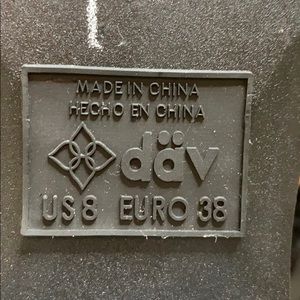 MADE IN CHINA
HECHO EN CHINA
däv
US 8 EURO 38